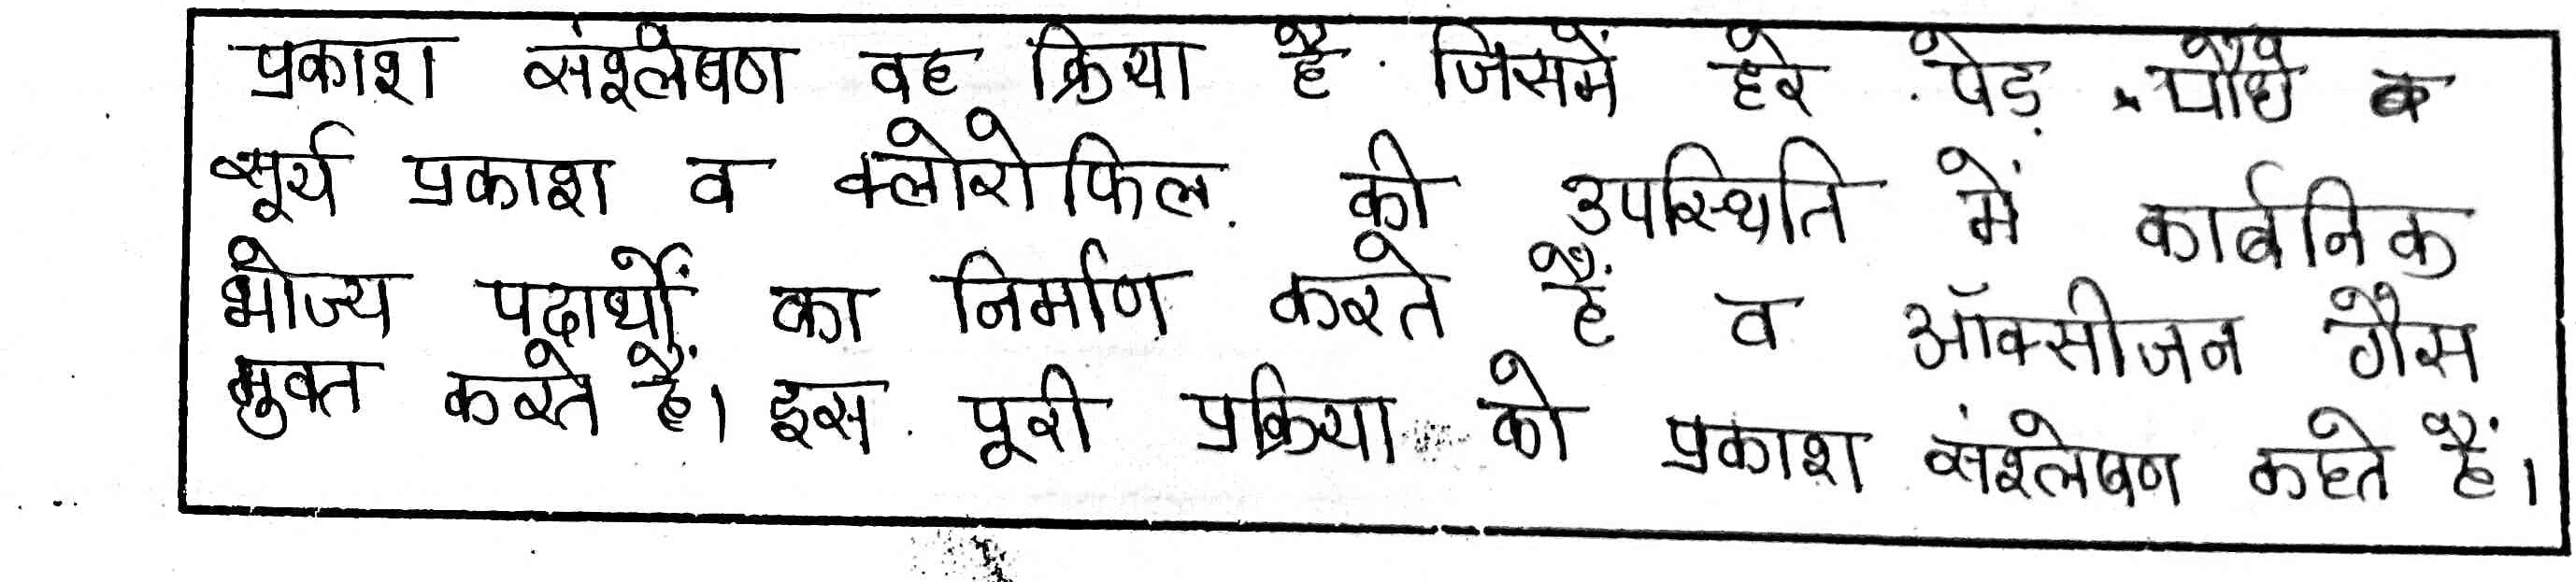 प्रकाश संश्लेषण वह क्रिया है जिसमें हरे पेड़ पौधे व
सूर्य प्रकाश व क्लोरोफिल की उपस्थिति में कार्बनिक
भोज्य पदार्थों का निर्माण करते हैं व ऑक्सीजन गैस
मुक्त करते हैं। इस पूरी प्रक्रिया को प्रकाश संश्लेषण कहते हैं।